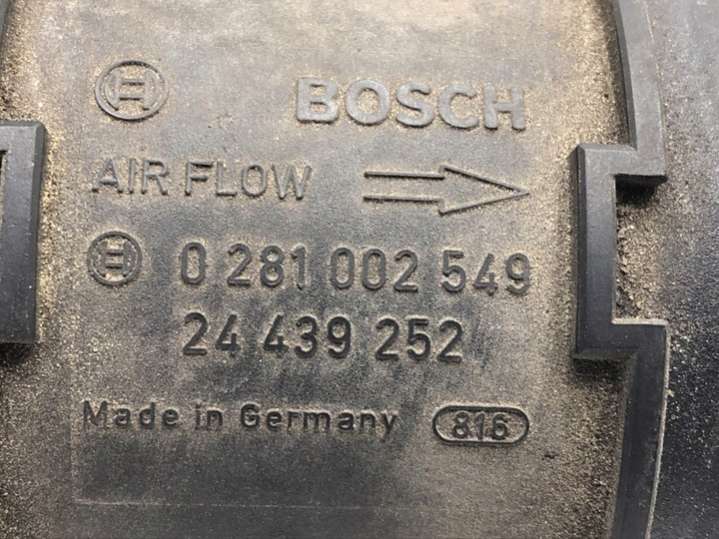 BOSCH
AIR FLOW
0 281 002 549
24 439 252
Made in Germany 816